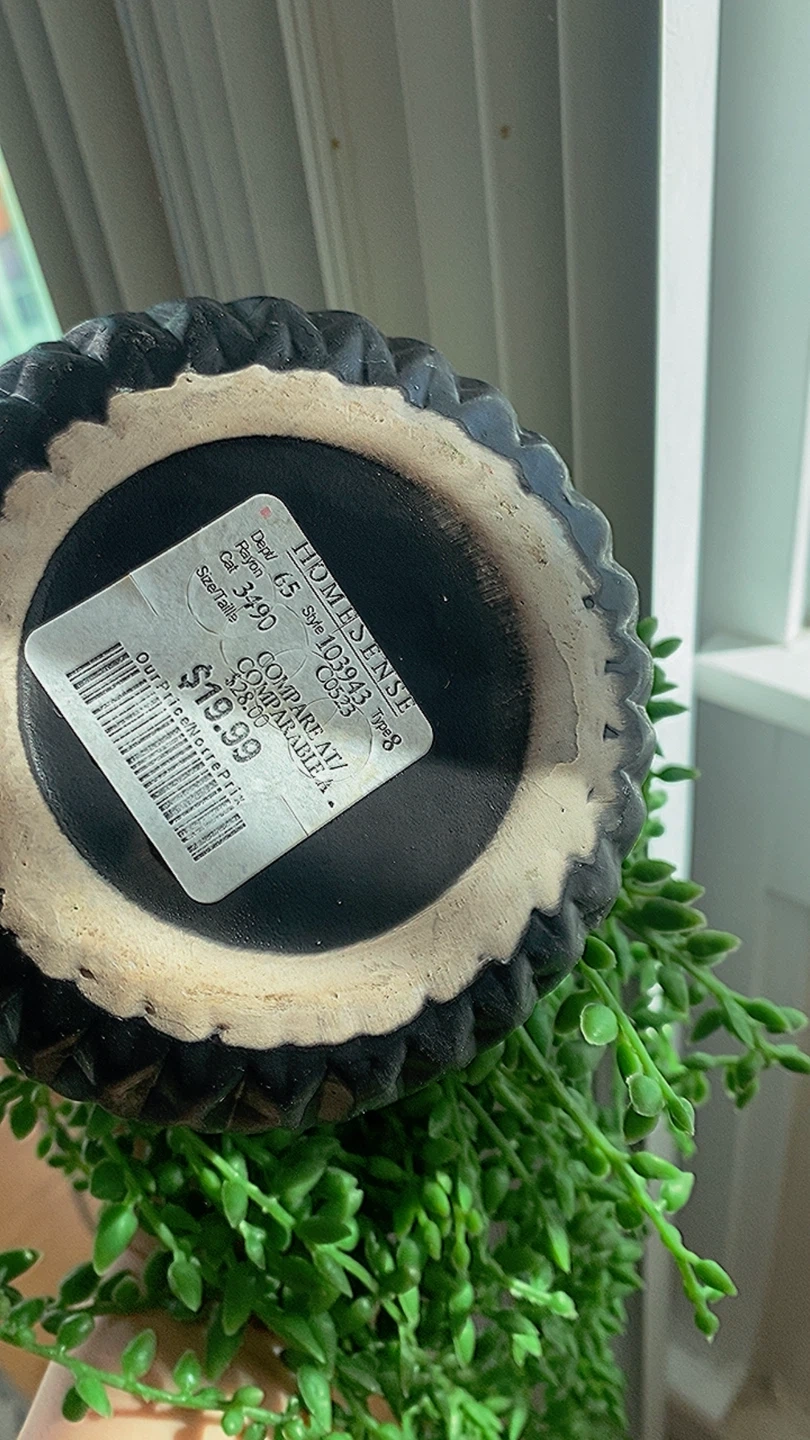 HOMESENSE
Dept/ 65 Style 103943 Type 8
Rayon
Cat 3490 C0523
Size/Taille
COMPARE AT/
COMPARABLE À
$28.00
$19.99
Our Price/Notre Prix